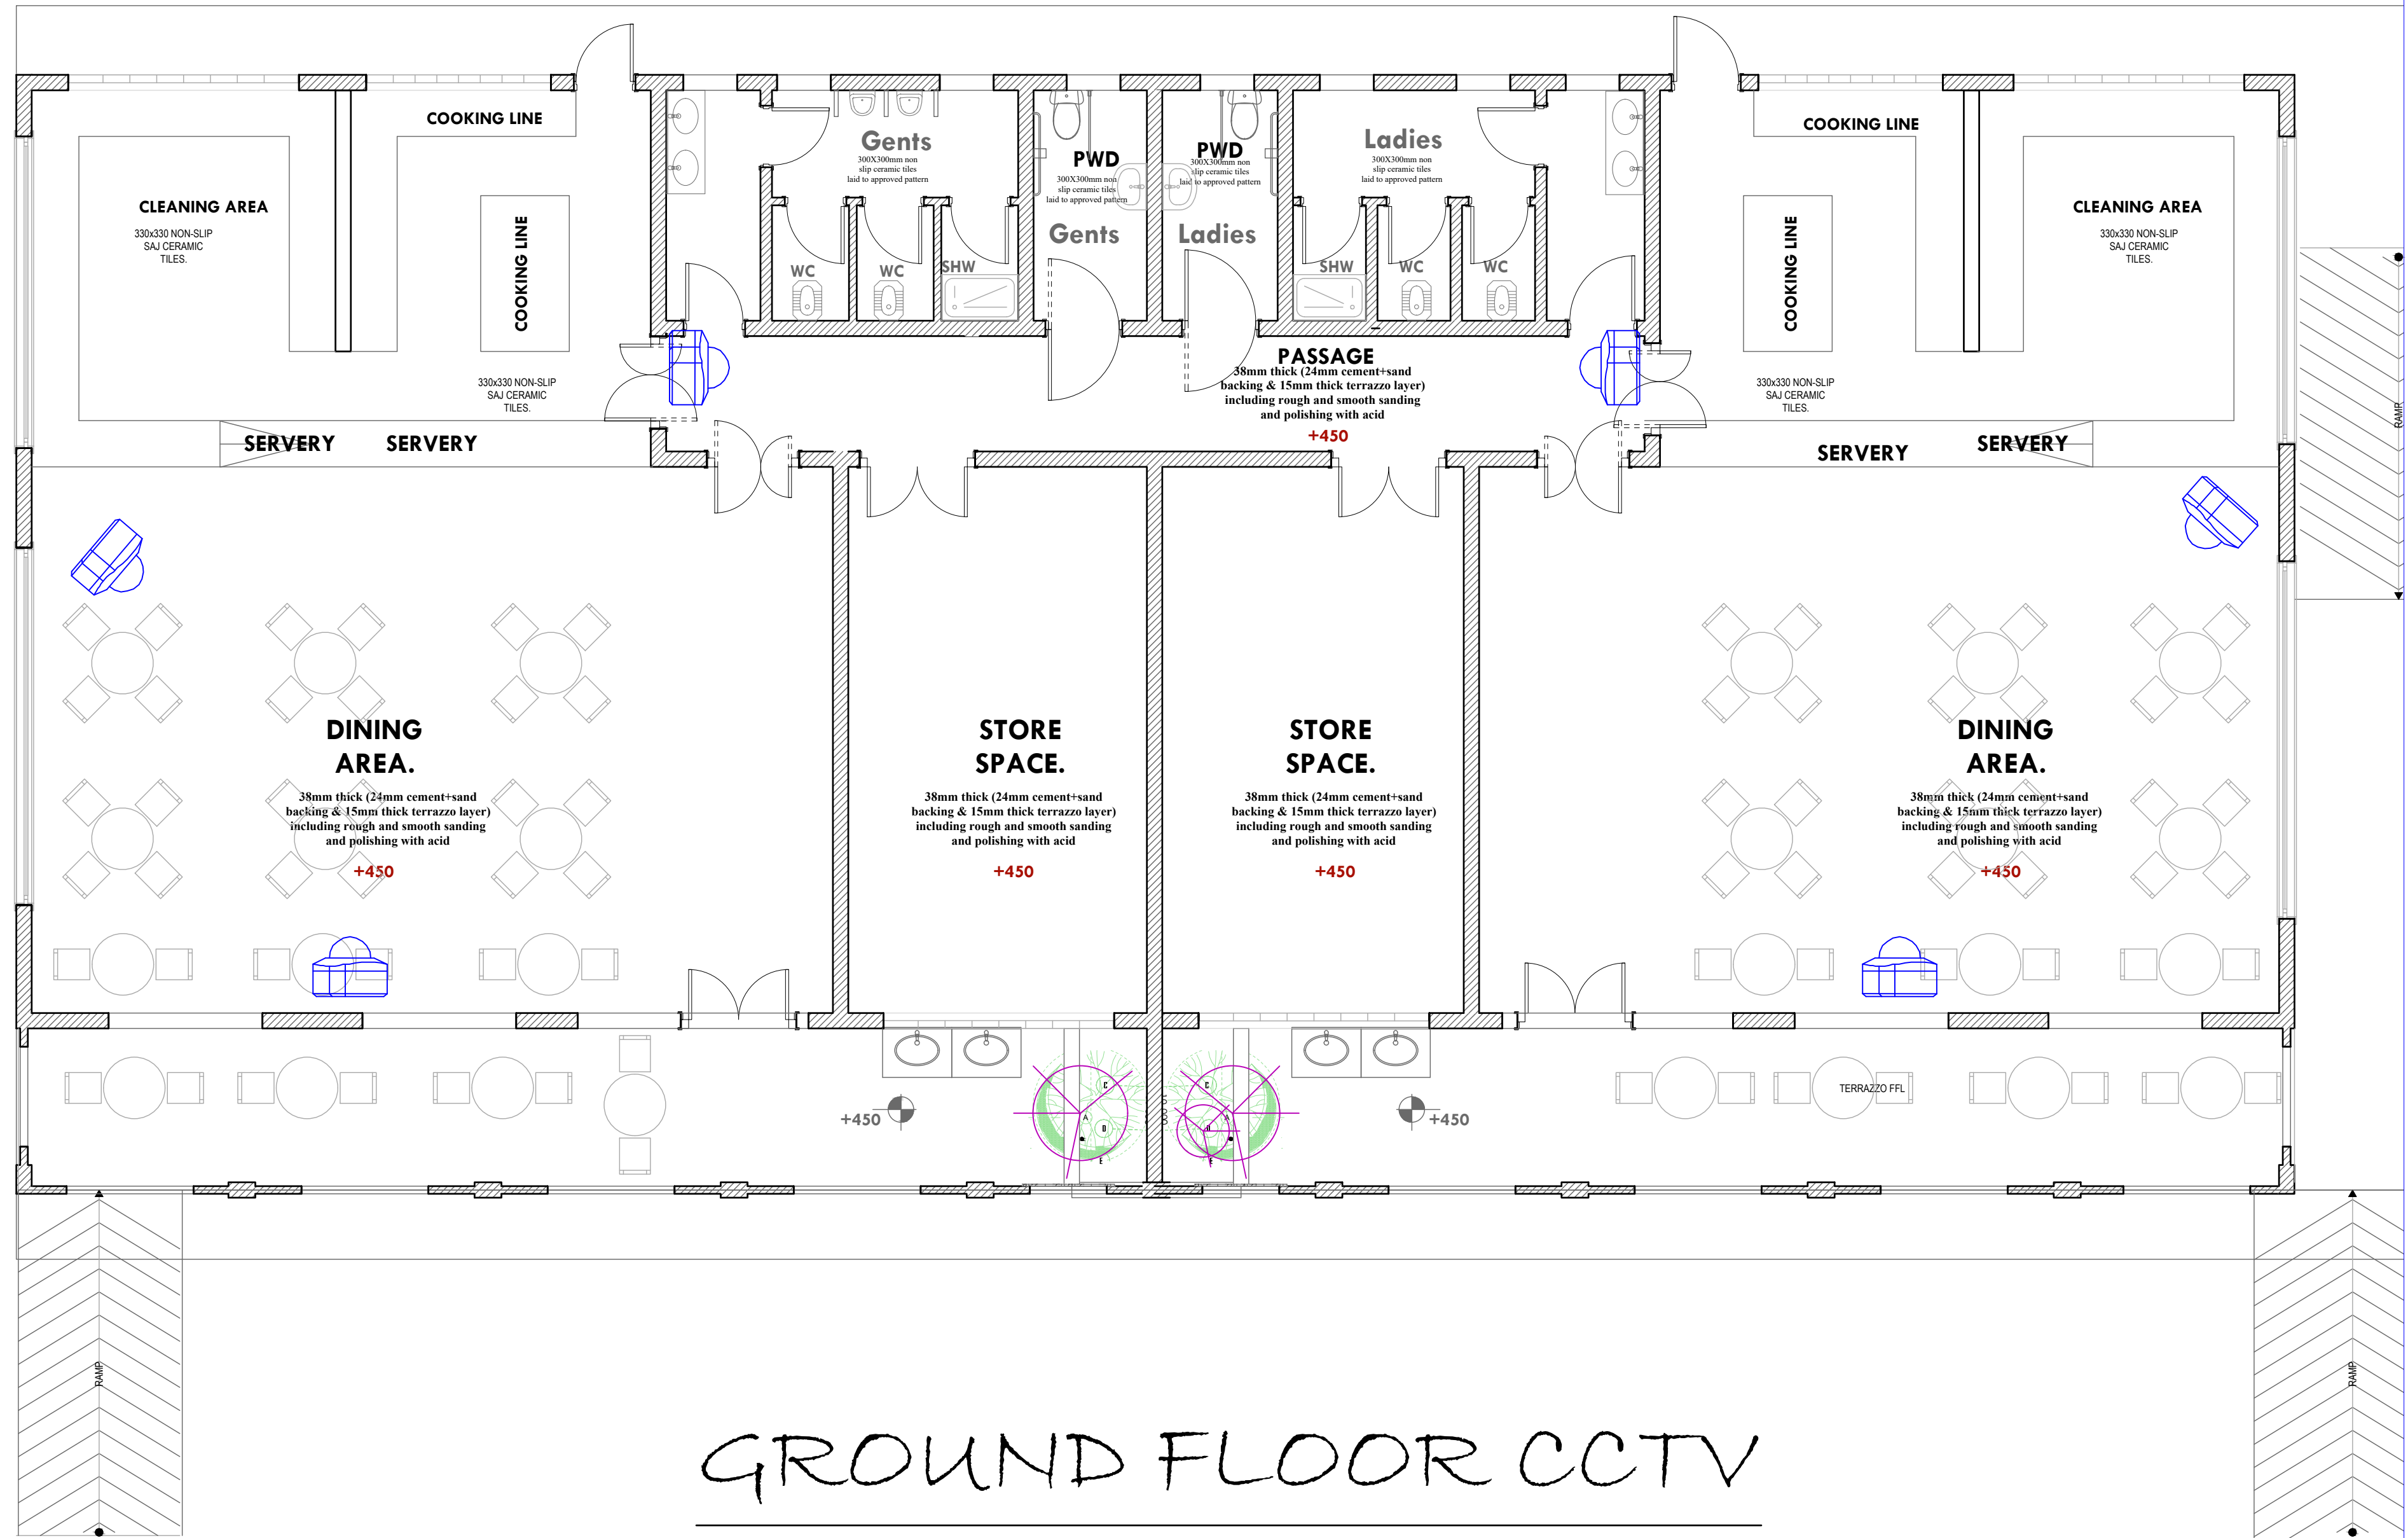 COOKING LINE
CLEANING AREA
330x330 NON-SLIP
SAJ CERAMIC
TILES.
COOKING LINE
330x330 NON-SLIP
SAJ CERAMIC
TILES.
SERVERY
SERVERY
Gents
300X300mm non
slip ceramic tiles
laid to approved pattern
WC
WC
SHW
PWD
300X300mm non
slip ceramic tiles
laid to approved pattern
Gents
PWD
300X300mm non
slip ceramic tiles
laid to approved pattern
Ladies
Ladies
300X300mm non
slip ceramic tiles
laid to approved pattern
SHW
WC
WC
COOKING LINE
CLEANING AREA
330x330 NON-SLIP
SAJ CERAMIC
TILES.
COOKING LINE
330x330 NON-SLIP
SAJ CERAMIC
TILES.
SERVERY
SERVERY
RAMP
PASSAGE
38mm thick (24mm cement+sand
backing & 15mm thick terrazzo layer)
including rough and smooth sanding
and polishing with acid
+450
DINING
AREA.
38mm thick (24mm cement+sand
backing & 15mm thick terrazzo layer)
including rough and smooth sanding
and polishing with acid
+450
STORE
SPACE.
38mm thick (24mm cement+sand
backing & 15mm thick terrazzo layer)
including rough and smooth sanding
and polishing with acid
+450
STORE
SPACE.
38mm thick (24mm cement+sand
backing & 15mm thick terrazzo layer)
including rough and smooth sanding
and polishing with acid
+450
DINING
AREA.
38mm thick (24mm cement+sand
backing & 15mm thick terrazzo layer)
including rough and smooth sanding
and polishing with acid
+450
+450
C
A
D
E
C
A
+450
TERRAZZO FFL
RAMP
RAMP
GROUND FLOOR CCTV